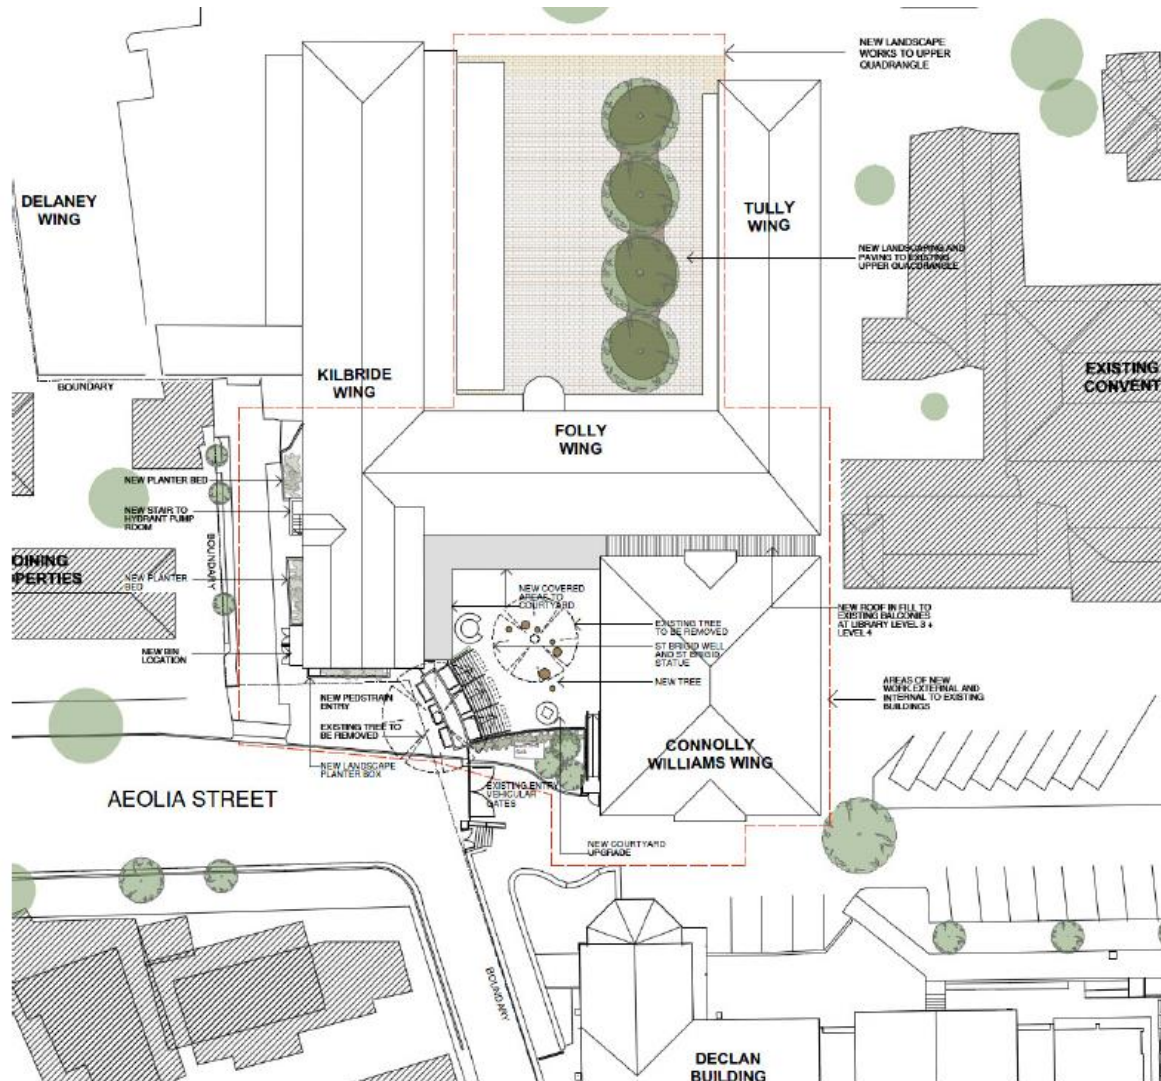 NEW LANDSCAPE
WORKS TO UPPER
QUADRANGLE
DELANEY
WING
TULLY
WING
NEW LANDSCAPING AND
PAVING TO EXISTING
UPPER QUADRANGLE
BOUNDARY
KILBRIDE
WING
EXISTING
CONVENT
FOLLY
WING
NEW PLANTER BED
NEW STAIR TO
HYDRANT PUMP
ROOM
BOUNDARY
OINING
PERTIES
NEW PLANTER
BED
NEW COVERED
AREAS TO
COURTYARD
EXISTING TREE
TO BE REMOVED
ST BRIGID WELL
AND ST BRIGID
STATUE
NEW TREE
NEW ROOF IN FILL TO
EXISTING BALCONIES
AT LIBRARY LEVEL 3 +
LEVEL 4
NEW BIN
LOCATION
AREAS OF NEW
WORK EXTERNAL AND
INTERNAL TO EXISTING
BUILDINGS
NEW PEDSTRAIN
ENTRY
EXISTING TREE TO
BE REMOVED
NEW LANDSCAPE
PLANTER BOX
CONNOLLY
WILLIAMS WING
EXISTING ENTRY
VEHICULAR
GATES
AEOLIA STREET
NEW COURTYARD
UPGRADE
BOUNDARY
DECLAN
BUILDING